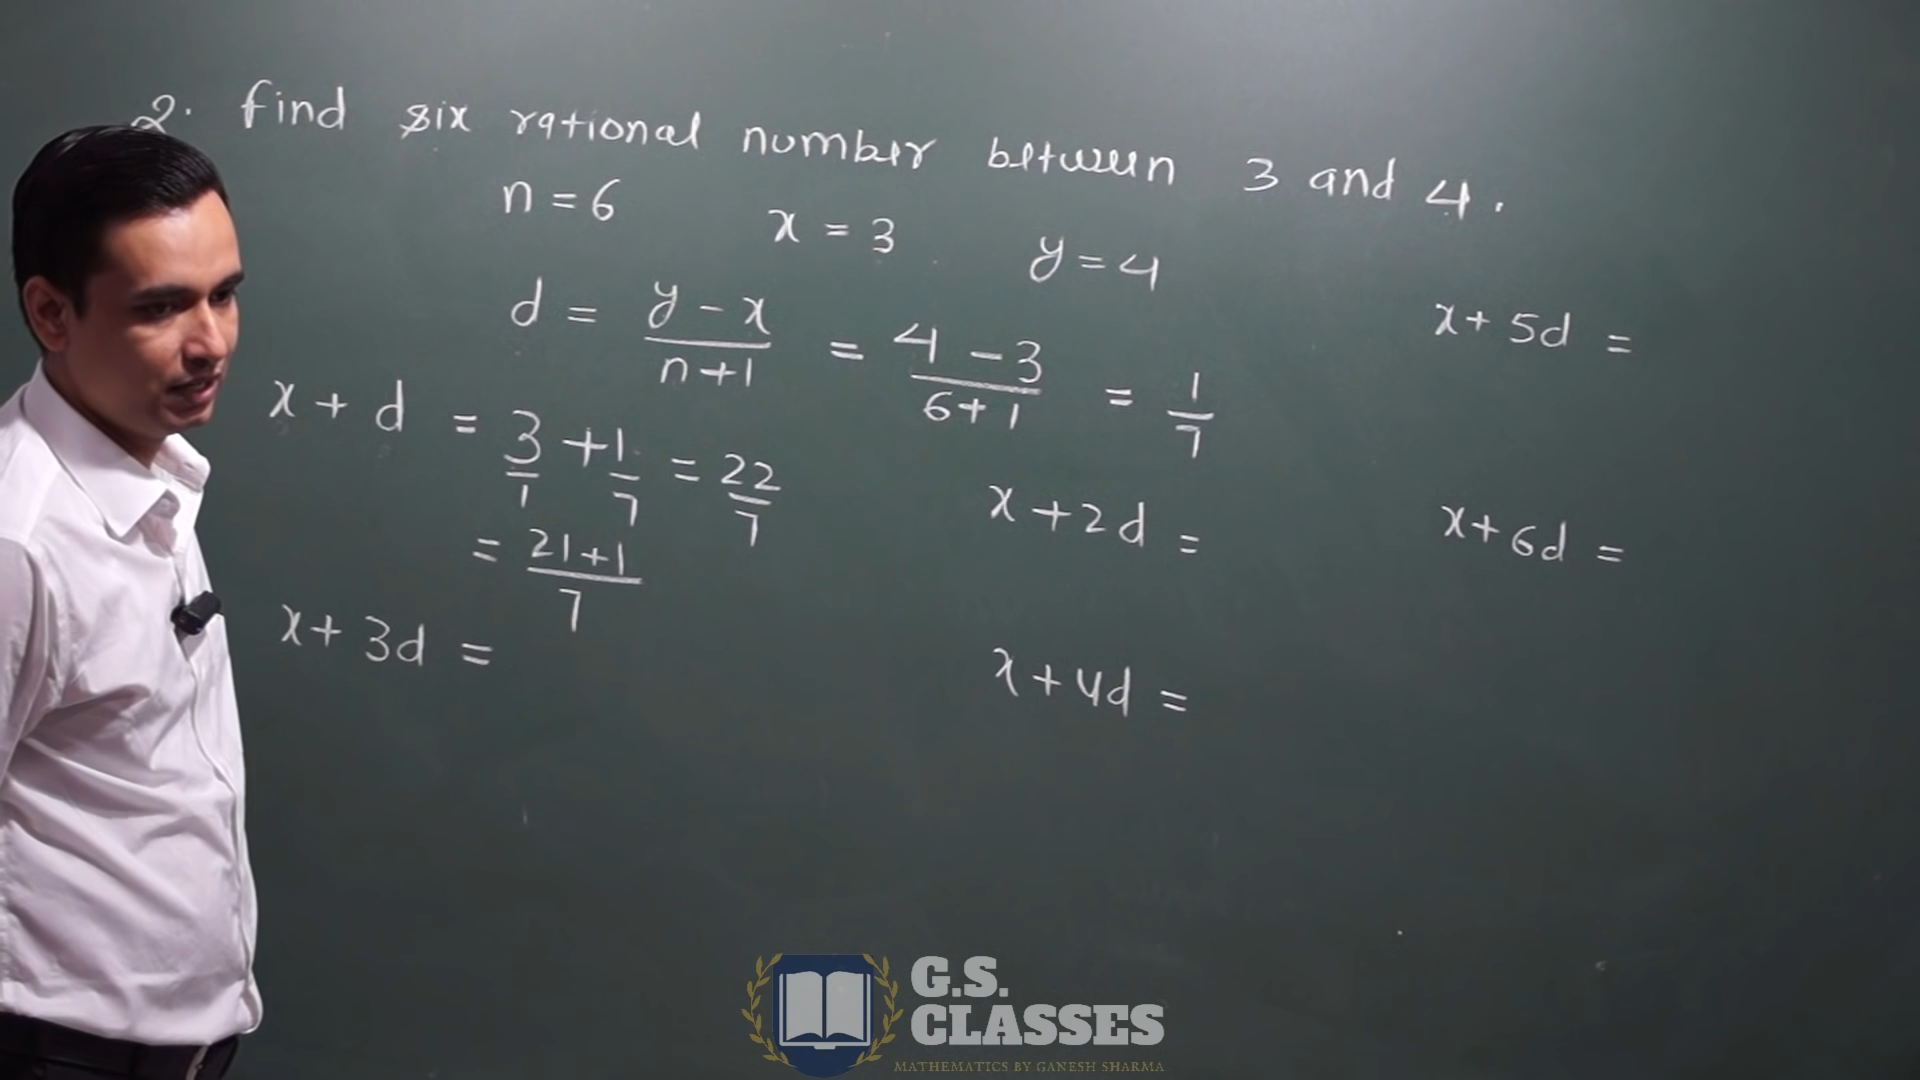 2. find six rational number between 3 and 4.
n = 6 x = 3 y = 4
d = y - x / n+1 = 4 - 3 / 6+1 = 1/7
x + d = 3/1 + 1/7 = 22/7
= 21+1 / 7
x + 2d =
x + 3d =
x + 4d =
x + 5d =
x + 6d =
G.S.
CLASSES
MATHEMATICS BY GANESH SHARMA